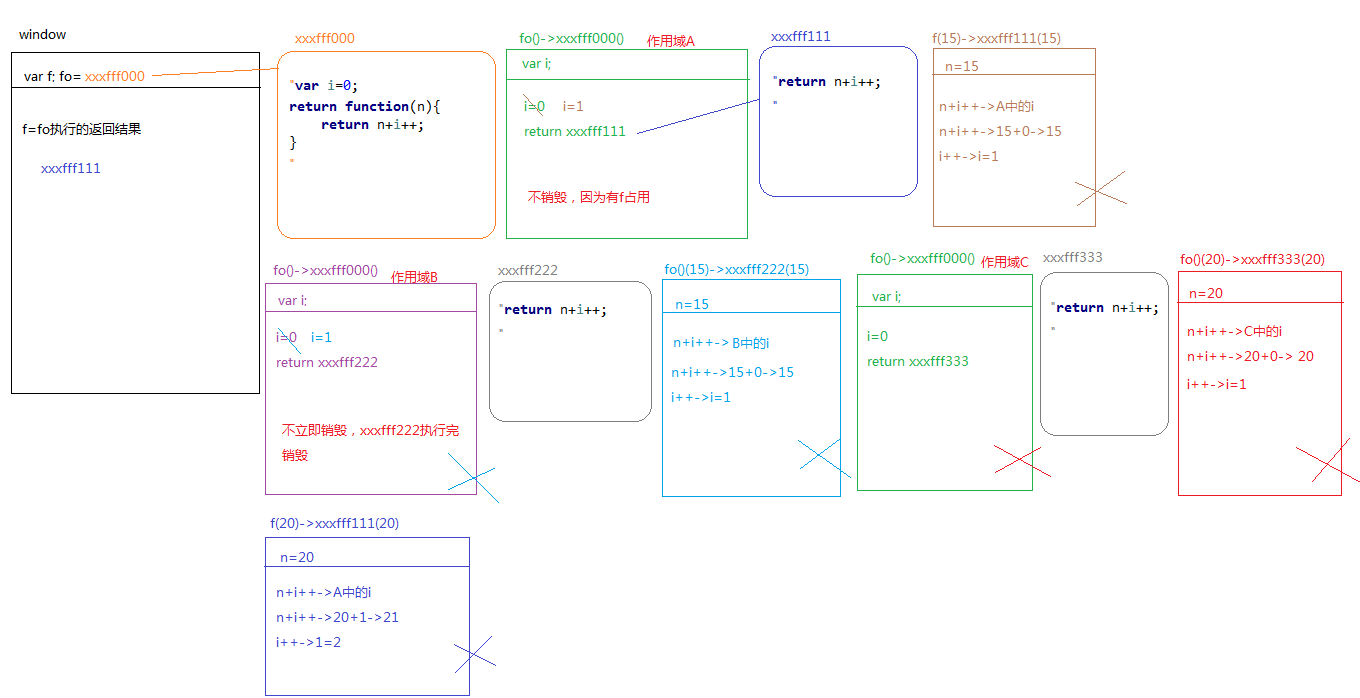 window
var f; fo= xxxfff000
f=fo执行的返回结果
xxxfff111
xxxfff000
"var i=0;
return function(n){
return n+i++;
}
"
fo()->xxxfff000()
作用域A
var i;
i=0 i=1
return xxxfff111
不销毁，因为有f占用
xxxfff111
"return n+i++;
"
f(15)->xxxfff111(15)
n=15
n+i++->A中的i
n+i++->15+0->15
i++->i=1
fo()->xxxfff000()
作用域B
var i;
i=0 i=1
return xxxfff222
不立即销毁，xxxfff222执行完
销毁
xxxfff222
"return n+i++;
"
fo()(15)->xxxfff222(15)
n=15
n+i++-> B中的i
n+i++->15+0->15
i++->i=1
fo()->xxxfff000()
作用域C
var i;
i=0
return xxxfff333
xxxfff333
"return n+i++;
"
fo()(20)->xxxfff333(20)
n=20
n+i++->C中的i
n+i++->20+0-> 20
i++->i=1
f(20)->xxxfff111(20)
n=20
n+i++->A中的i
n+i++->20+1->21
i++->1=2